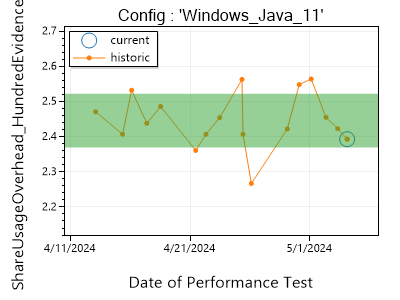 Config : 'Windows_Java_11'
ShareUsageOverhead_HundredEvidence
2.7
current
historic
2.6
2.5
2.4
2.3
2.2
4/11/2024
4/21/2024
5/1/2024
Date of Performance Test